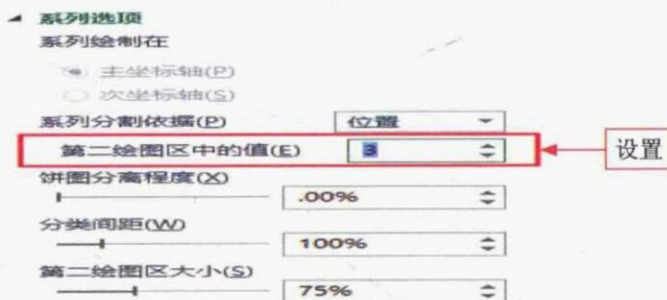 系列选项
系列绘制在
主坐标轴(P)
次坐标轴(S)
系列分割依据(P) 位置
第二绘图区中的值(E) 3
设置
饼图分离程度(X)
.00%
分类间距(W)
100%
第二绘图区大小(S)
75%